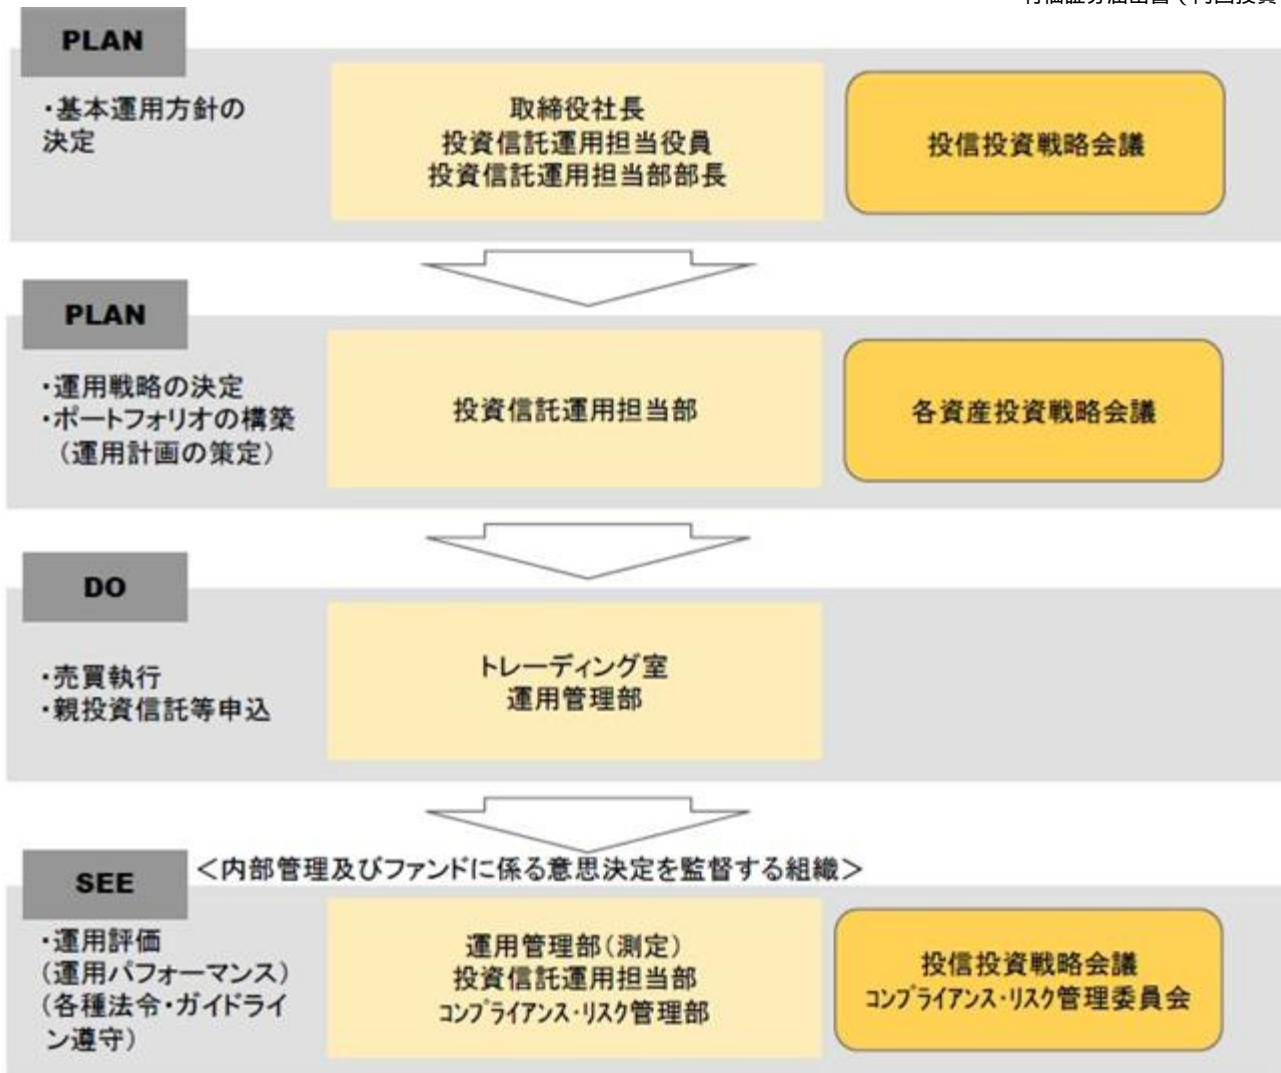 PLAN
・基本運用方針の
決定
取締役社長
投資信託運用担当役員
投資信託運用担当部部長
投信投資戦略会議
PLAN
・運用戦略の決定
・ポートフォリオの構築
（運用計画の策定）
投資信託運用担当部
各資産投資戦略会議
DO
・売買執行
・親投資信託等申込
トレーディング室
運用管理部
＜内部管理及びファンドに係る意思決定を監督する組織＞
SEE
・運用評価
(運用パフォーマンス)
(各種法令・ガイドライ
ン遵守)
運用管理部(測定)
投資信託運用担当部
ｺﾝﾌﾟﾗｲｱﾝｽ・ﾘｽｸ管理部
投信投資戦略会議
ｺﾝﾌﾟﾗｲｱﾝｽ・ﾘｽｸ管理委員会